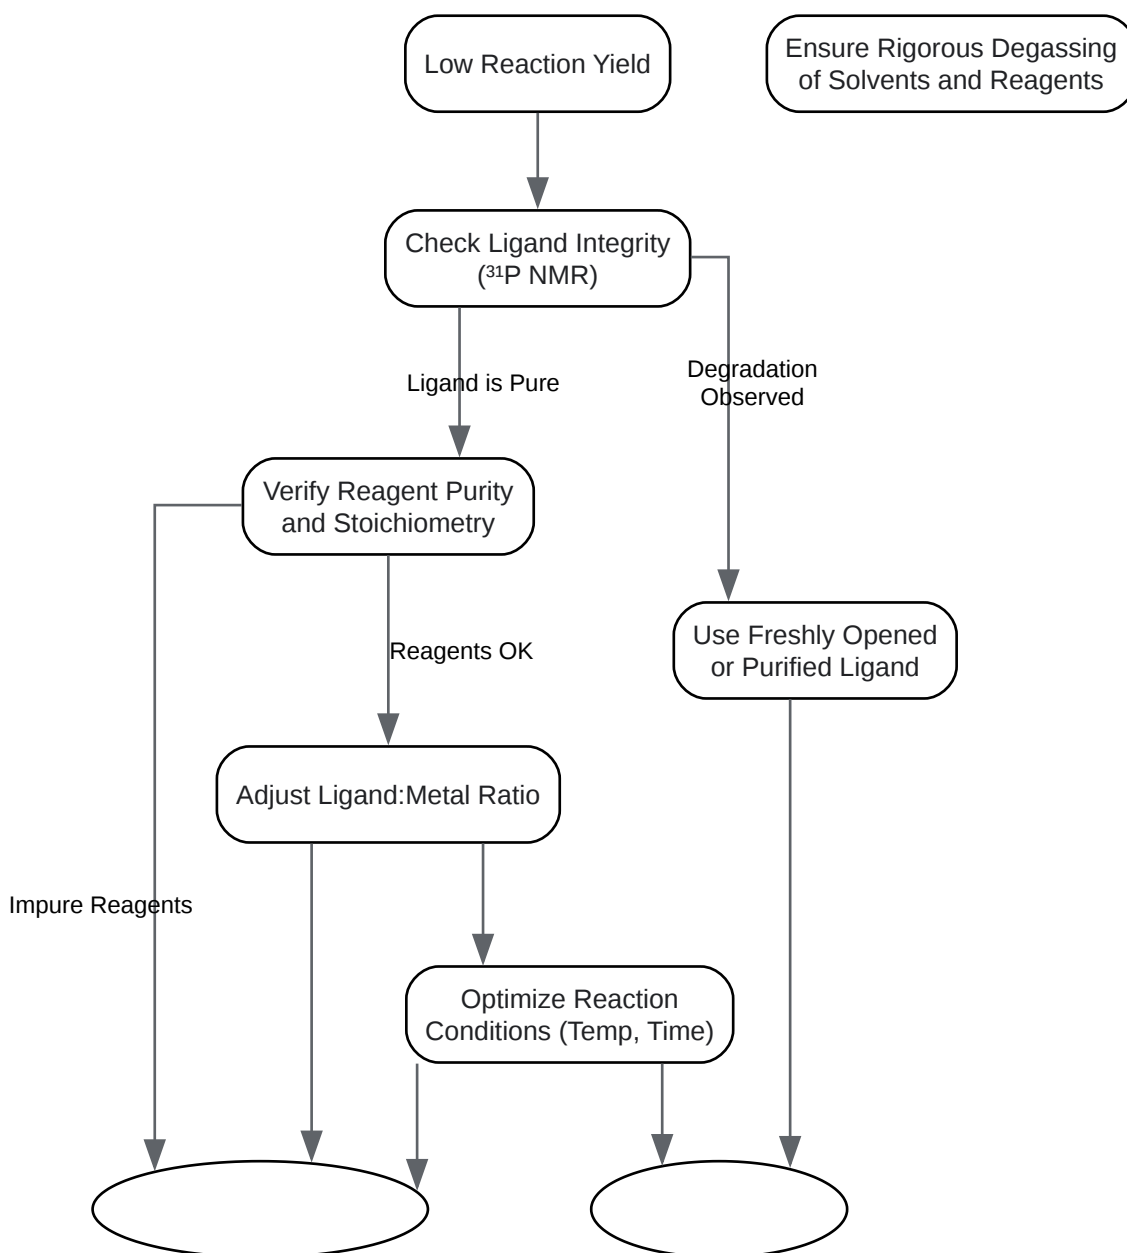 Low Reaction Yield
Ensure Rigorous Degassing
of Solvents and Reagents
Check Ligand Integrity
(³¹P NMR)
Ligand is Pure
Degradation
Observed
Verify Reagent Purity
and Stoichiometry
Reagents OK
Use Freshly Opened
or Purified Ligand
Adjust Ligand:Metal Ratio
Impure Reagents
Optimize Reaction
Conditions (Temp, Time)